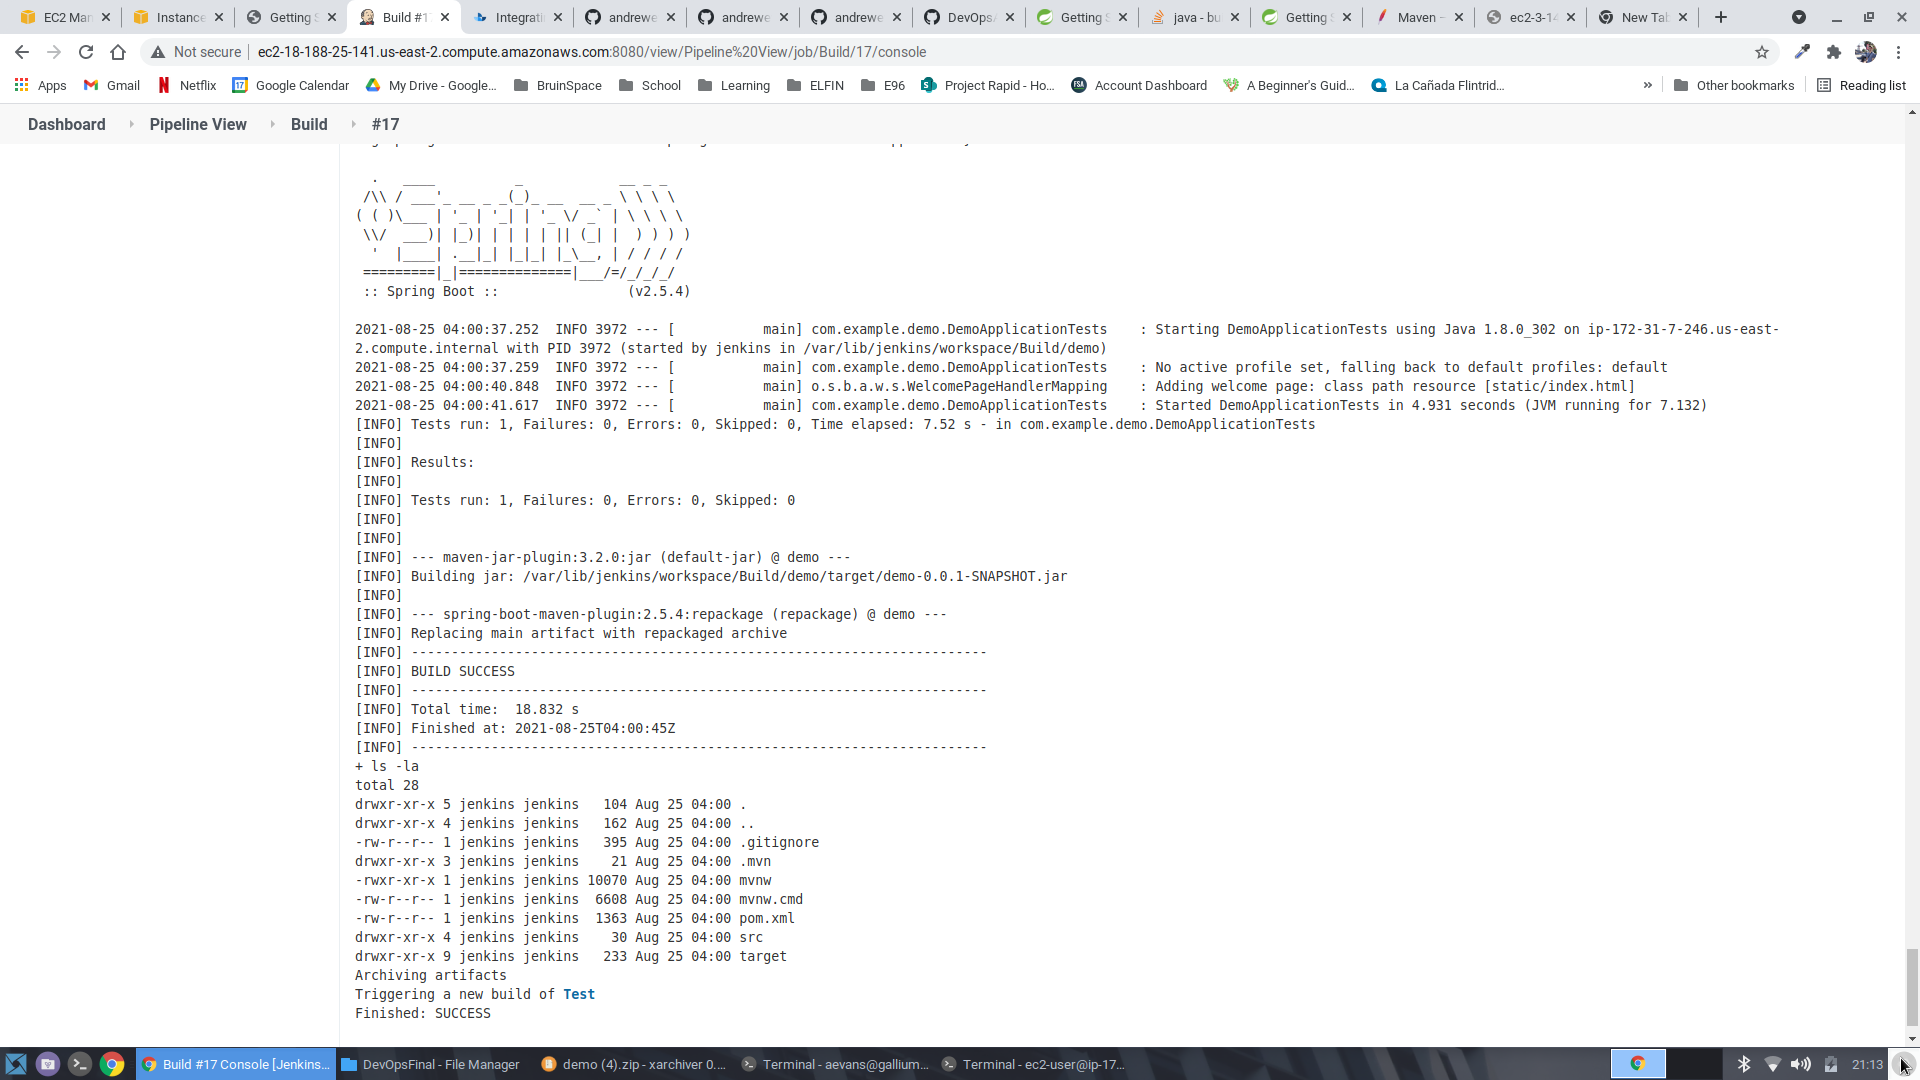 EC2 Man
Instance
Getting S
Build #1
Integrati
andrewe
andrewe
andrewe
DevOps
Getting S
java - bu
Getting S
Maven -
ec2-3-14
New Tab
Not secure
ec2-18-188-25-141.us-east-2.compute.amazonaws.com:8080/view/Pipeline%20View/job/Build/17/console
Apps
Gmail
Netflix
Google Calendar
My Drive - Google...
BruinSpace
School
Learning
ELFIN
E96
Project Rapid - Ho...
Account Dashboard
A Beginner's Guid...
La Cañada Flintrid...
»
Other bookmarks
Reading list
Dashboard
Pipeline View
Build
#17
  .   ____          _            __ _ _
 /\\ / ___'_ __ _ _(_)_ __  __ _ \ \ \ \
( ( )\___ | '_ | '_| | '_ \/ _` | \ \ \ \
 \\/  ___)| |_)| | | | | || (_| |  ) ) ) )
  '  |____| .__|_| |_|_| |_\__, | / / / /
 =========|_|==============|___/=/_/_/_/
 :: Spring Boot ::                (v2.5.4)
2021-08-25 04:00:37.252  INFO 3972 --- [           main] com.example.demo.DemoApplicationTests    : Starting DemoApplicationTests using Java 1.8.0_302 on ip-172-31-7-246.us-east-
2.compute.internal with PID 3972 (started by jenkins in /var/lib/jenkins/workspace/Build/demo)
2021-08-25 04:00:37.259  INFO 3972 --- [           main] com.example.demo.DemoApplicationTests    : No active profile set, falling back to default profiles: default
2021-08-25 04:00:40.848  INFO 3972 --- [           main] o.s.b.a.w.s.WelcomePageHandlerMapping    : Adding welcome page: class path resource [static/index.html]
2021-08-25 04:00:41.617  INFO 3972 --- [           main] com.example.demo.DemoApplicationTests    : Started DemoApplicationTests in 4.931 seconds (JVM running for 7.132)
[INFO] Tests run: 1, Failures: 0, Errors: 0, Skipped: 0, Time elapsed: 7.52 s - in com.example.demo.DemoApplicationTests
[INFO]
[INFO] Results:
[INFO]
[INFO] Tests run: 1, Failures: 0, Errors: 0, Skipped: 0
[INFO]
[INFO]
[INFO] --- maven-jar-plugin:3.2.0:jar (default-jar) @ demo ---
[INFO] Building jar: /var/lib/jenkins/workspace/Build/demo/target/demo-0.0.1-SNAPSHOT.jar
[INFO]
[INFO] --- spring-boot-maven-plugin:2.5.4:repackage (repackage) @ demo ---
[INFO] Replacing main artifact with repackaged archive
[INFO] ------------------------------------------------------------------------
[INFO] BUILD SUCCESS
[INFO] ------------------------------------------------------------------------
[INFO] Total time:  18.832 s
[INFO] Finished at: 2021-08-25T04:00:45Z
[INFO] ------------------------------------------------------------------------
+ ls -la
total 28
drwxr-xr-x 5 jenkins jenkins   104 Aug 25 04:00 .
drwxr-xr-x 4 jenkins jenkins   162 Aug 25 04:00 ..
-rw-r--r-- 1 jenkins jenkins   395 Aug 25 04:00 .gitignore
drwxr-xr-x 3 jenkins jenkins    21 Aug 25 04:00 .mvn
-rwxr-xr-x 1 jenkins jenkins 10070 Aug 25 04:00 mvnw
-rw-r--r-- 1 jenkins jenkins  6608 Aug 25 04:00 mvnw.cmd
-rw-r--r-- 1 jenkins jenkins  1363 Aug 25 04:00 pom.xml
drwxr-xr-x 4 jenkins jenkins    30 Aug 25 04:00 src
drwxr-xr-x 9 jenkins jenkins   233 Aug 25 04:00 target
Archiving artifacts
Triggering a new build of Test
Finished: SUCCESS
Build #17 Console [Jenkins...
DevOpsFinal - File Manager
demo (4).zip - xarchiver 0....
Terminal - aevans@gallium...
Terminal - ec2-user@ip-17...
21:13